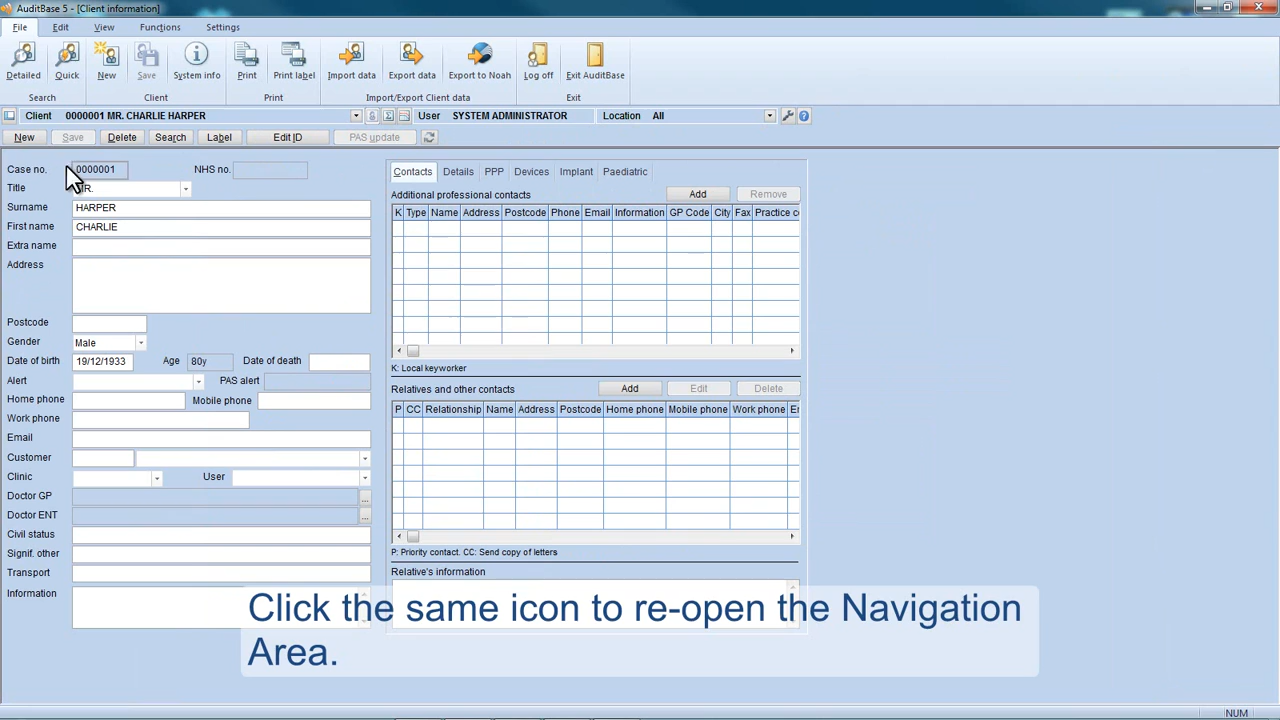 AuditBase 5 - [Client information]
File Edit View Functions Settings
Detailed Quick New Save System info Print Print label Import data Export data Export to Noah Log off Exit AuditBase
Search Client Print Import/Export Client data Exit
Client 0000001 MR. CHARLIE HARPER User SYSTEM ADMINISTRATOR Location All
New Save Delete Search Label Edit ID PAS update
Case no. 0000001 NHS no.
Title MR.
Surname HARPER
First name CHARLIE
Extra name
Address
Postcode
Gender Male
Date of birth 19/12/1933 Age 80y Date of death
Alert PAS alert
Home phone Mobile phone
Work phone
Email
Customer
Clinic User
Doctor GP ...
Doctor ENT ...
Civil status
Signif. other
Transport
Information
Contacts Details PPP Devices Implant Paediatric
Additional professional contacts Add Remove
K Type Name Address Postcode Phone Email Information GP Code City Fax Practice co
K: Local keyworker
Relatives and other contacts Add Edit Delete
P CC Relationship Name Address Postcode Home phone Mobile phone Work phone
P: Priority contact. CC: Send copy of letters
Relative's information
Click the same icon to re-open the Navigation
Area.
NUM